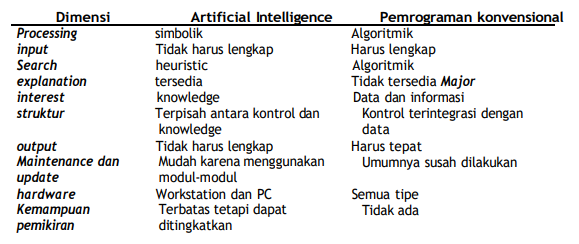 Dimensi Artificial Intelligence Pemrograman konvensional
Processing simbolik Algoritmik
input Tidak harus lengkap Harus lengkap
Search heuristic Algoritmik
explanation tersedia Tidak tersedia Major
interest knowledge Data dan informasi
struktur Terpisah antara kontrol dan Kontrol terintegrasi dengan
knowledge data
output Tidak harus lengkap Harus tepat
Maintenance dan Mudah karena menggunakan Umumnya susah dilakukan
update modul-modul
hardware Workstation dan PC Semua tipe
Kemampuan Terbatas tetapi dapat Tidak ada
pemikiran ditingkatkan